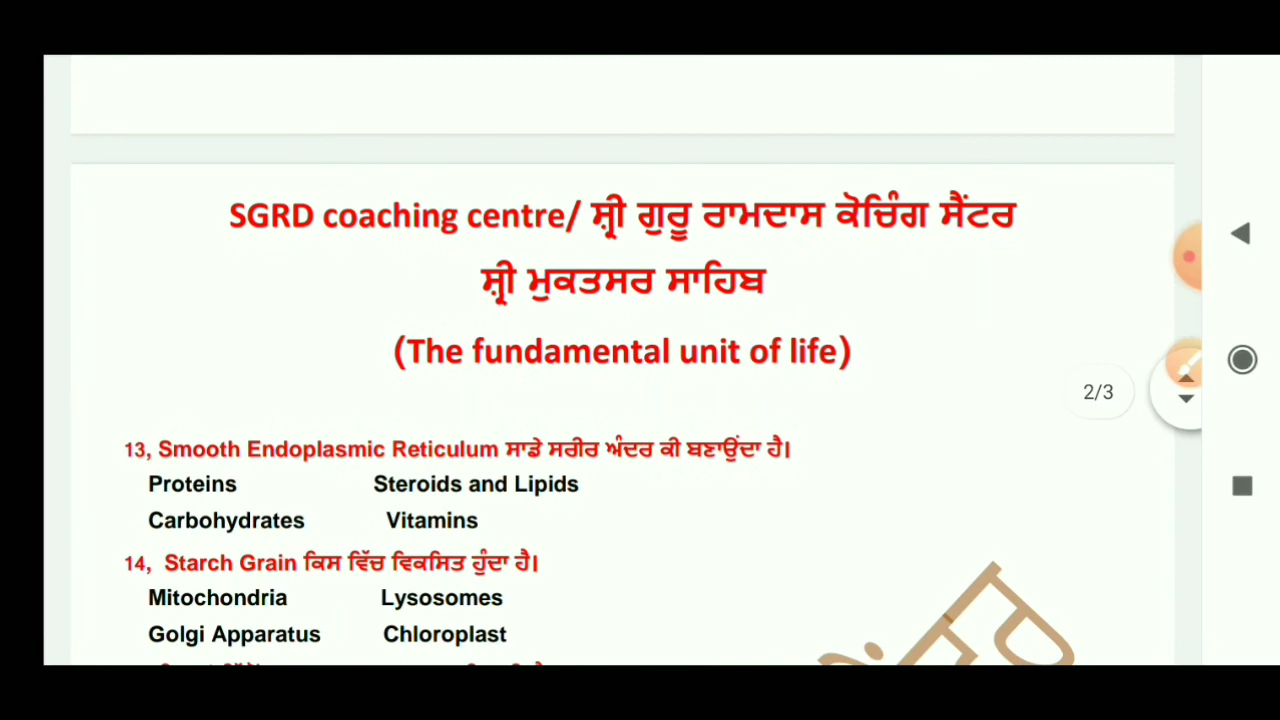 SGRD coaching centre/ ਸ਼੍ਰੀ ਗੁਰੂ ਰਾਮਦਾਸ ਕੋਚਿੰਗ ਸੈਂਟਰ
ਸ਼੍ਰੀ ਮੁਕਤਸਰ ਸਾਹਿਬ
(The fundamental unit of life)
2/3
13, Smooth Endoplasmic Reticulum ਸਾਡੇ ਸਰੀਰ ਅੰਦਰ ਕੀ ਬਣਾਉਂਦਾ ਹੈ।
Proteins Steroids and Lipids
Carbohydrates Vitamins
14, Starch Grain ਕਿਸ ਵਿੱਚ ਵਿਕਸਿਤ ਹੁੰਦਾ ਹੈ।
Mitochondria Lysosomes
Golgi Apparatus Chloroplast